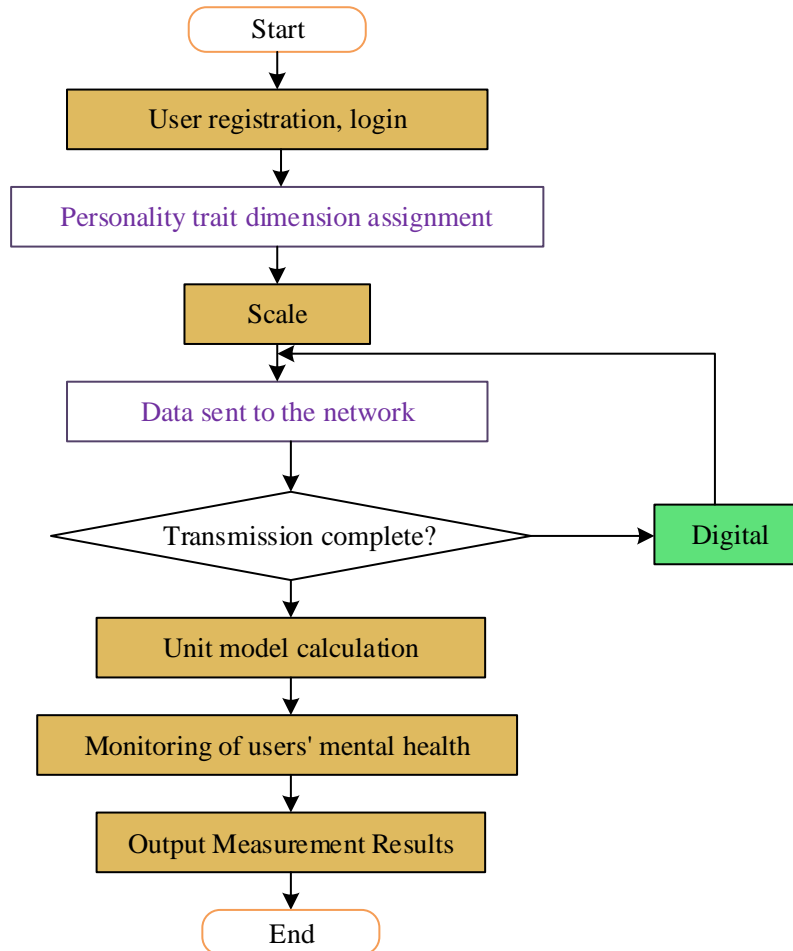 Start
User registration, login
Personality trait dimension assignment
Scale
Data sent to the network
Transmission complete?
Digital
Unit model calculation
Monitoring of users' mental health
Output Measurement Results
End